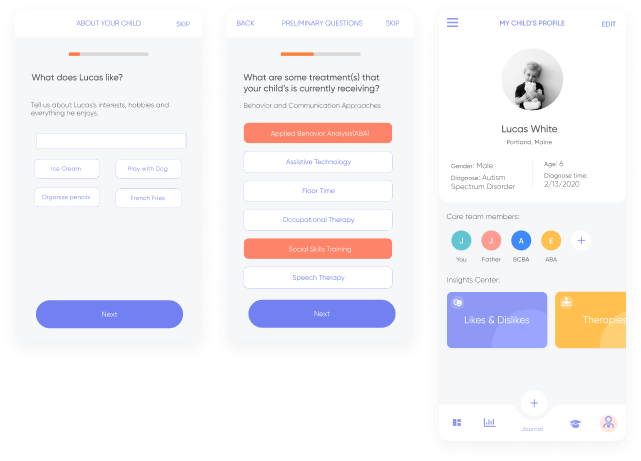 ABOUT YOUR CHILD
SKIP
What does Lucas like?
Tell us about Lucas's interests, hobbies and
everything he enjoys.
Ice Cream
Play with Dog
Organize pencils
French Fries
Next
BACK
PRELIMINARY QUESTIONS
SKIP
What are some treatment(s) that
your child's is currently receiving?
Behavior and Communication Approaches
Applied Behavior Analysis(ABA)
Assistive Technology
Floor Time
Occupational Therapy
Social Skills Training
Speech Therapy
Next
MY CHILD'S PROFILE
EDIT
Lucas White
Portland, Maine
Gender: Male
Diagnose: Autism
Spectrum Disorder
Age: 6
Diagnose time:
2/13/2020
Care team members:
J
J
A
E
+
You
Father
BCBA
ABA
Insights Center:
Likes & Dislikes
Therapies
+
Journal